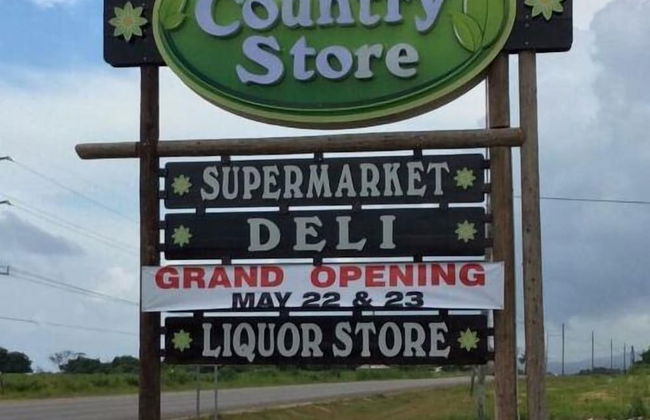 Country
Store
SUPERMARKET
DELI
GRAND OPENING
MAY 22 & 23
LIQUOR STORE